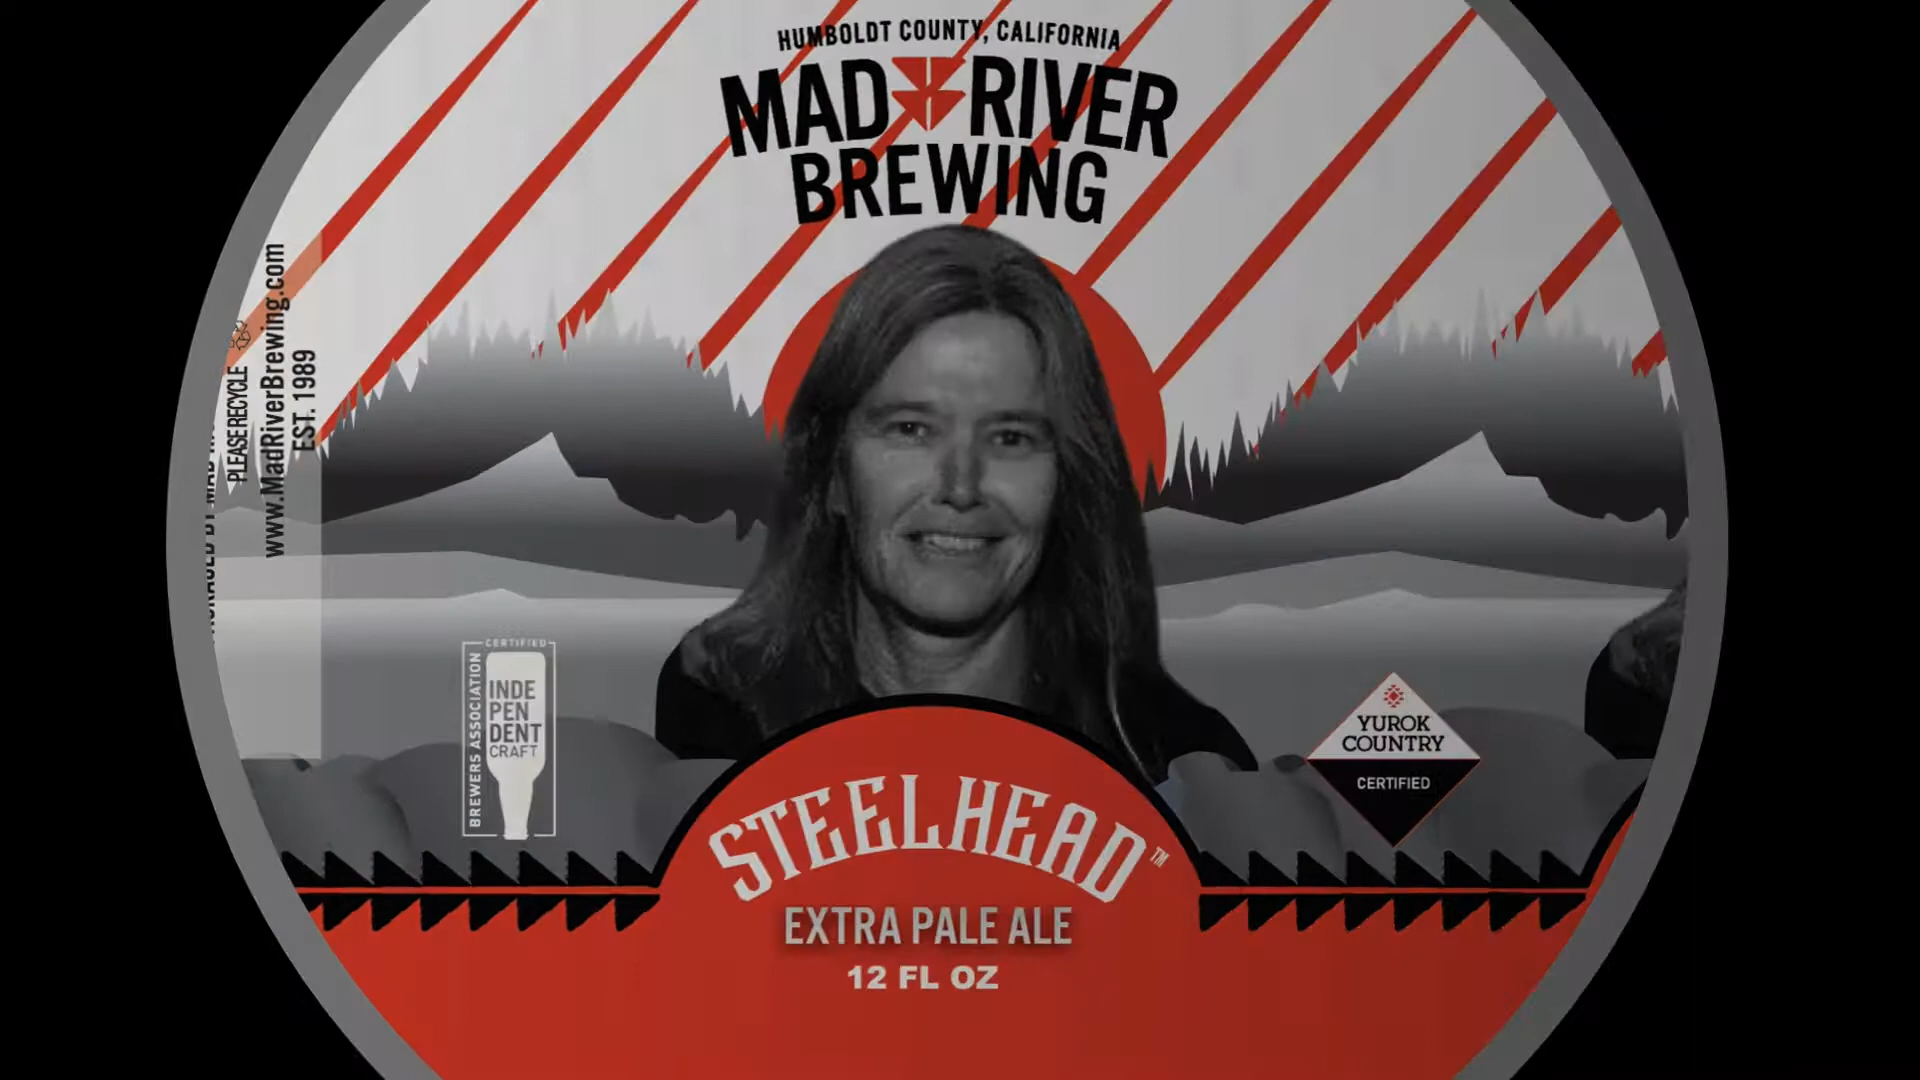 HUMBOLDT COUNTY, CALIFORNIA
MAD RIVER
BREWING
PLEASE RECYCLE
www.MadRiverBrewing.com
EST. 1989
CERTIFIED
BREWERS ASSOCIATION
INDE
PEN
DENT
CRAFT
YUROK
COUNTRY
CERTIFIED
STEELHEAD™
EXTRA PALE ALE
12 FL OZ